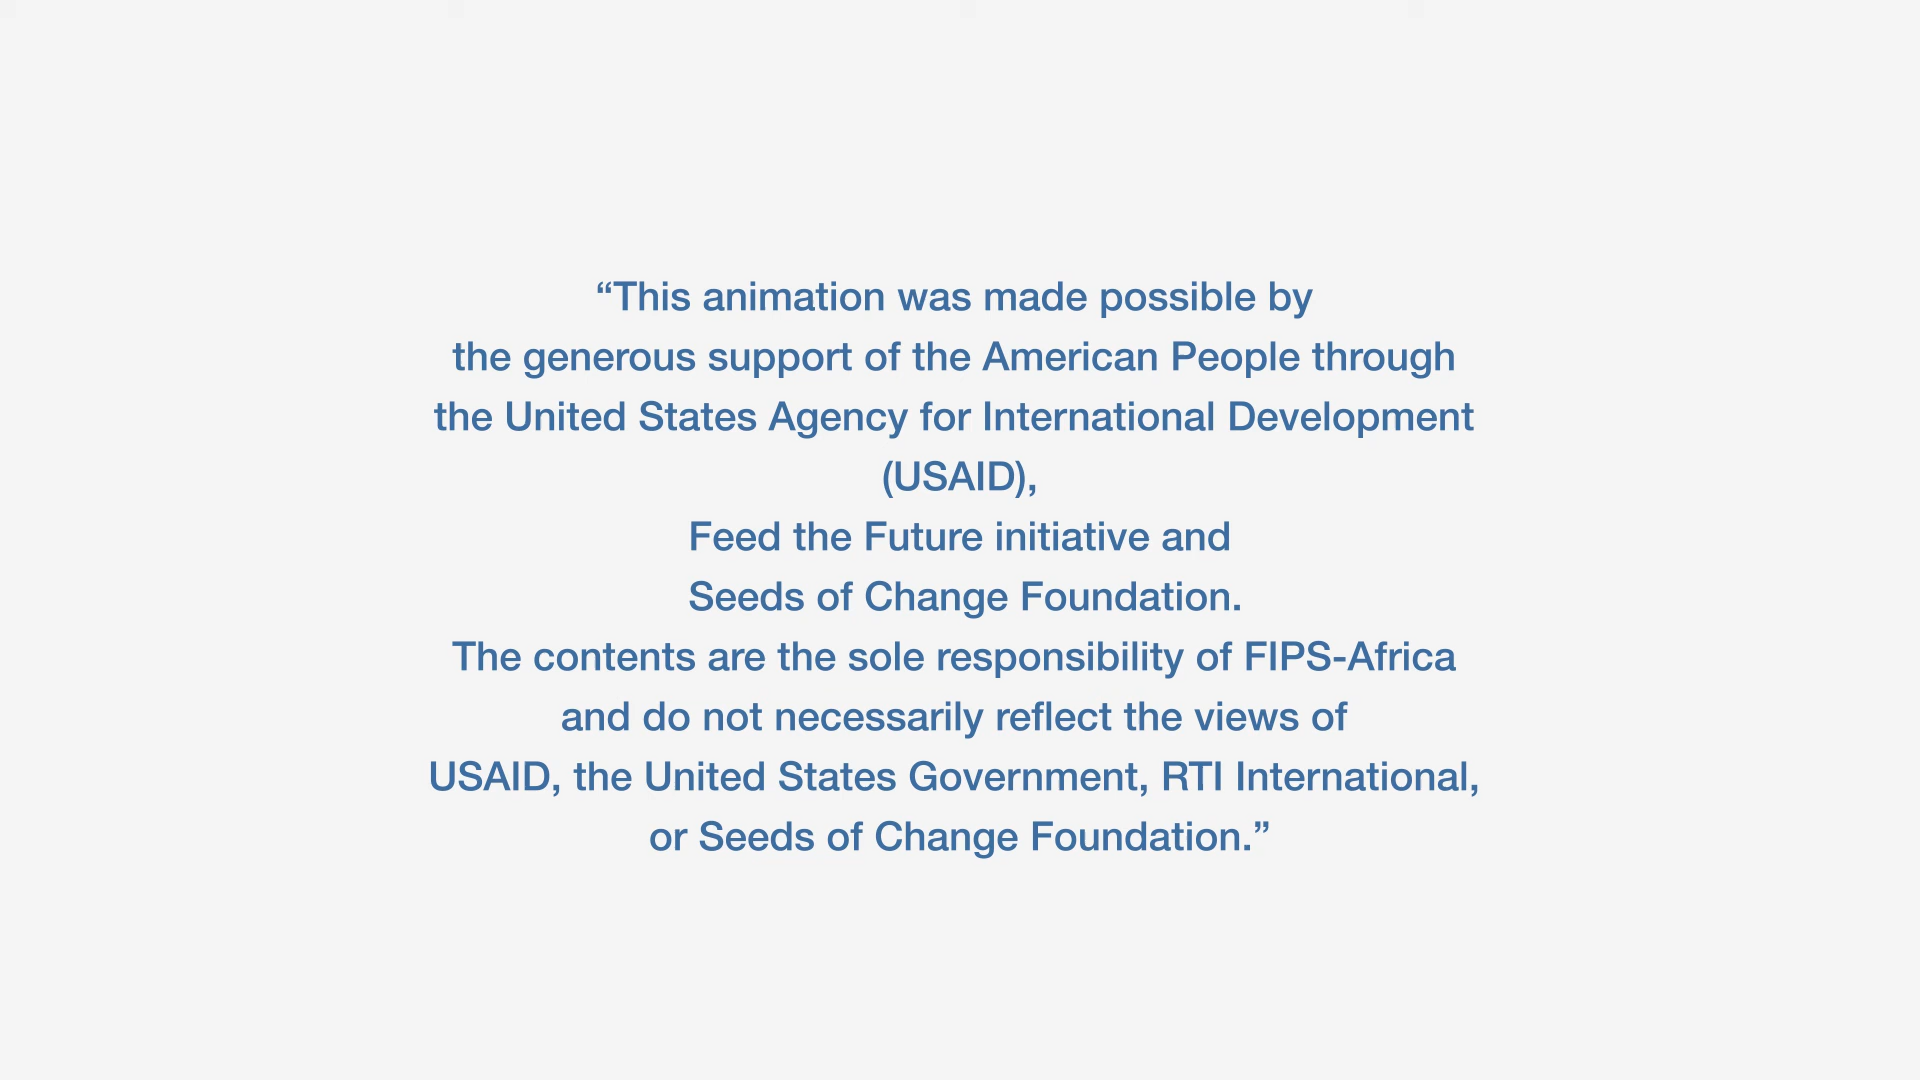 “This animation was made possible by
the generous support of the American People through
the United States Agency for International Development
(USAID),
Feed the Future initiative and
Seeds of Change Foundation.
The contents are the sole responsibility of FIPS-Africa
and do not necessarily reflect the views of
USAID, the United States Government, RTI International,
or Seeds of Change Foundation.”